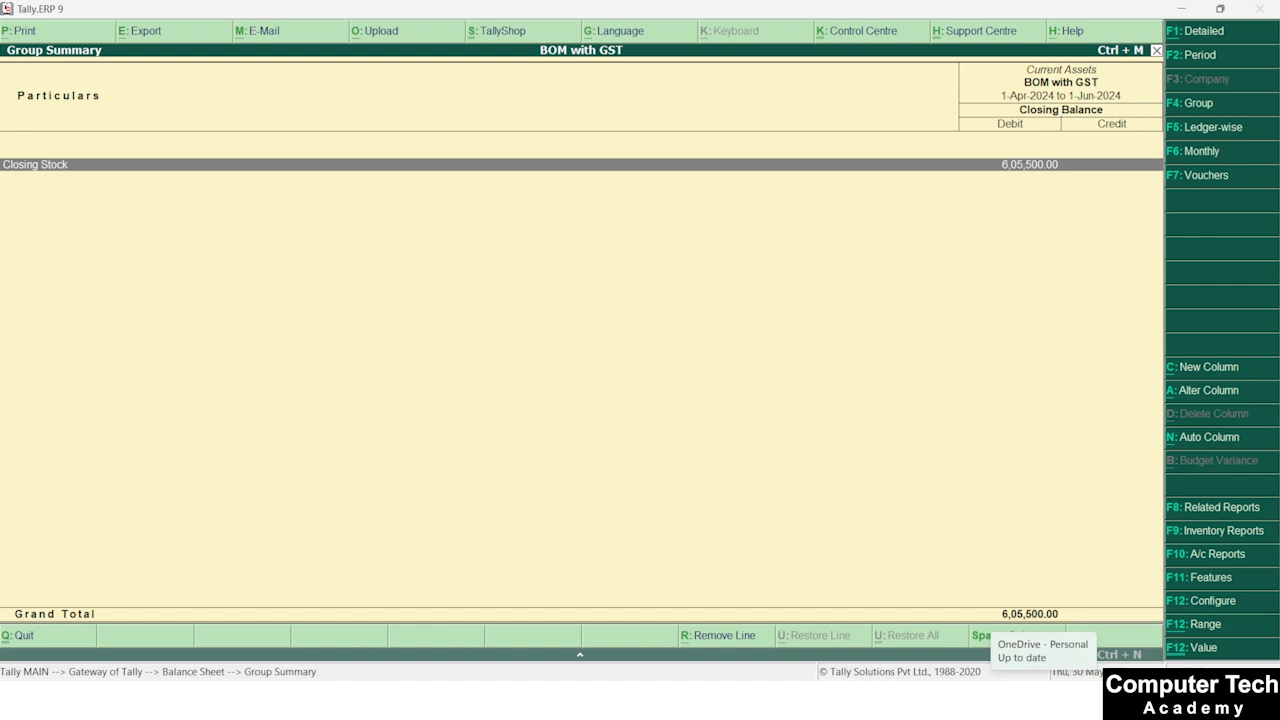 Tally.ERP 9
P: Print E: Export M: E-Mail O: Upload S: TallyShop G: Language K: Keyboard K: Control Centre H: Support Centre H: Help
Group Summary BOM with GST Ctrl + M
Particulars
Current Assets
BOM with GST
1-Apr-2024 to 1-Jun-2024
Closing Balance
Debit Credit
Closing Stock 6,05,500.00
Grand Total 6,05,500.00
F1: Detailed
F2: Period
F3: Company
F4: Group
F5: Ledger-wise
F6: Monthly
F7: Vouchers
C: New Column
A: Alter Column
D: Delete Column
N: Auto Column
B: Budget Variance
F8: Related Reports
F9: Inventory Reports
F10: A/c Reports
F11: Features
F12: Configure
F12: Range
F12: Value
Q: Quit R: Remove Line U: Restore Line U: Restore All
OneDrive - Personal
Up to date
Ctrl + N
Tally MAIN --> Gateway of Tally --> Balance Sheet --> Group Summary © Tally Solutions Pvt Ltd., 1988-2020 Thu, 30 May
Computer Tech
Academy